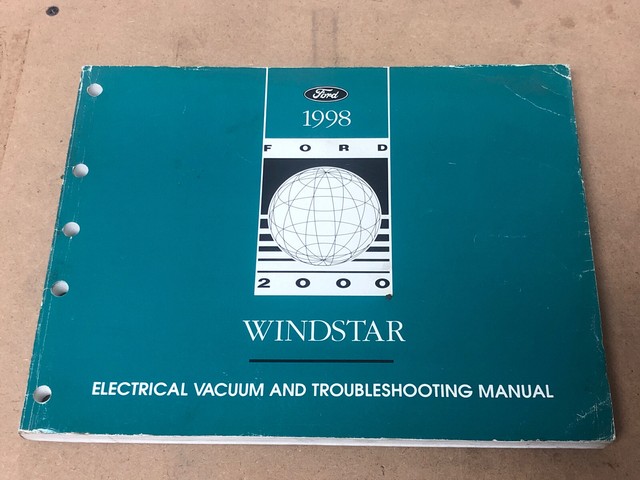 Ford
1998
FORD
2000
WINDSTAR
ELECTRICAL VACUUM AND TROUBLESHOOTING MANUAL